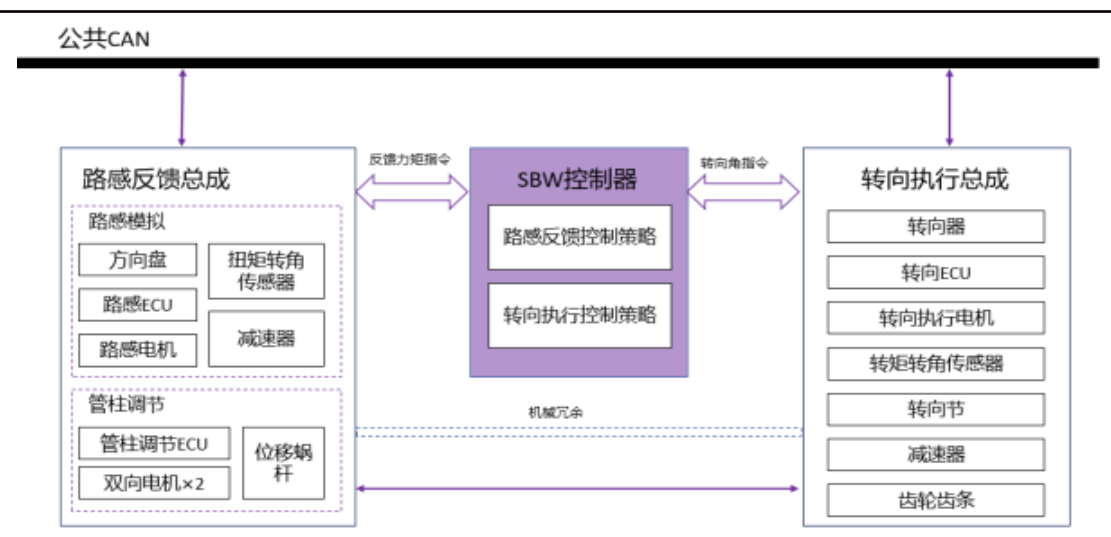 公共CAN
路感反馈总成
路感模拟
方向盘
扭矩转角
传感器
路感ECU
路感电机
减速器
管柱调节
管柱调节ECU
双向电机×2
位移蜗
杆
反馈力矩指令
SBW控制器
路感反馈控制策略
转向执行控制策略
转向角指令
机械冗余
转向执行总成
转向器
转向ECU
转向执行电机
转矩转角传感器
转向节
减速器
齿轮齿条